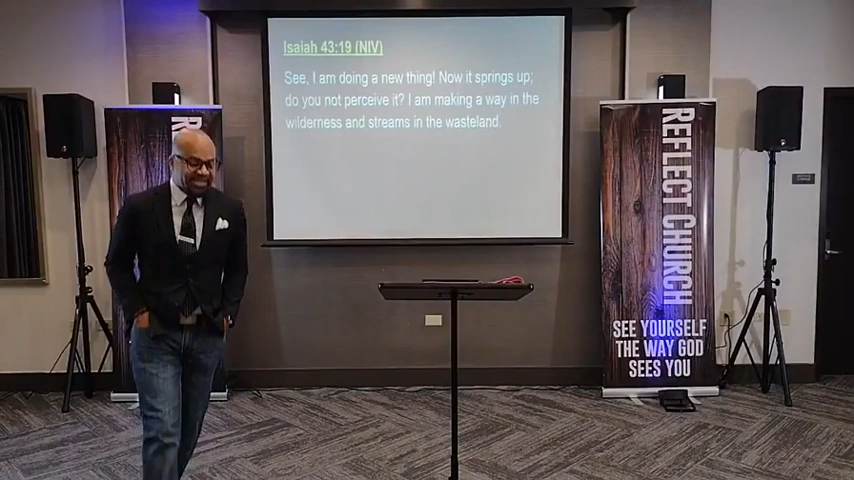 Isaiah 43:19 (NIV)
See, I am doing a new thing! Now it springs up;
do you not perceive it? I am making a way in the
wilderness and streams in the wasteland.
REFLECT CHURCH
SEE YOURSELF
THE WAY GOD
SEES YOU